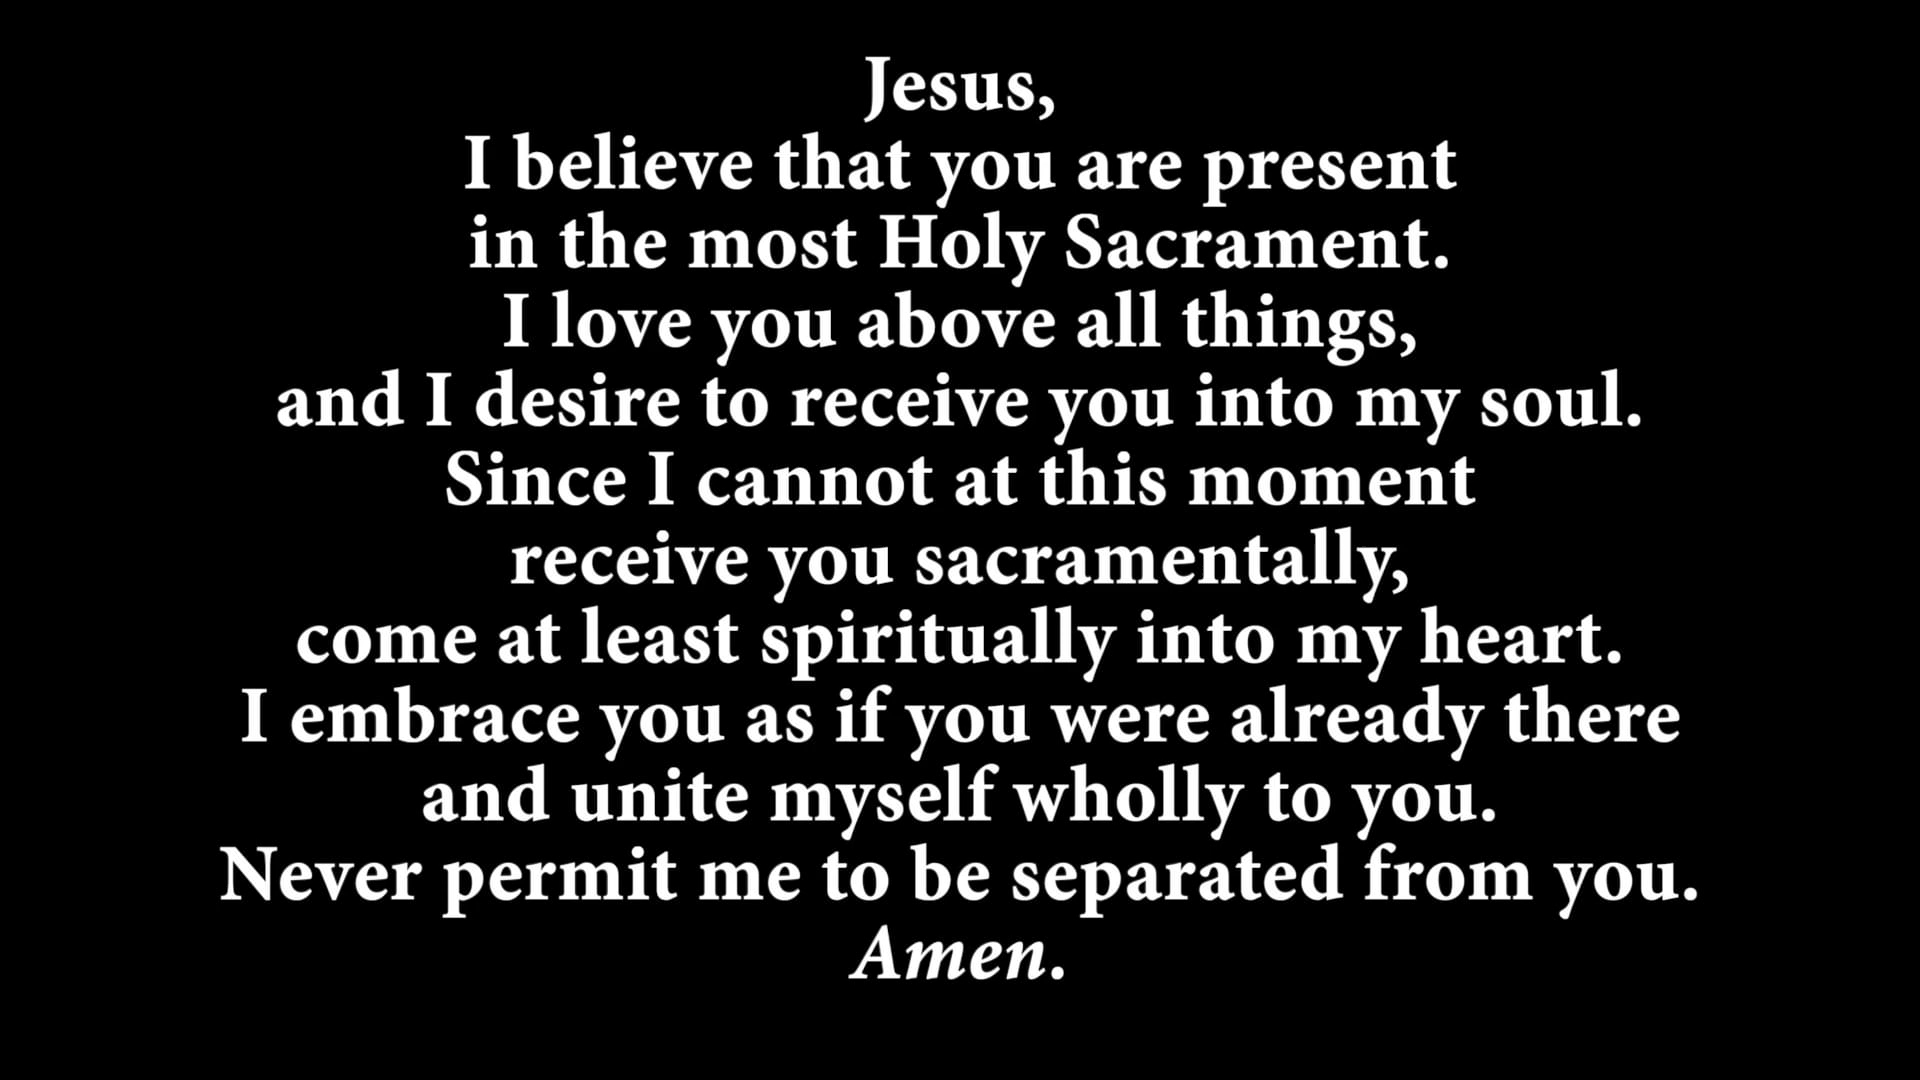 Jesus,
I believe that you are present
in the most Holy Sacrament.
I love you above all things,
and I desire to receive you into my soul.
Since I cannot at this moment
receive you sacramentally,
come at least spiritually into my heart.
I embrace you as if you were already there
and unite myself wholly to you.
Never permit me to be separated from you.
Amen.